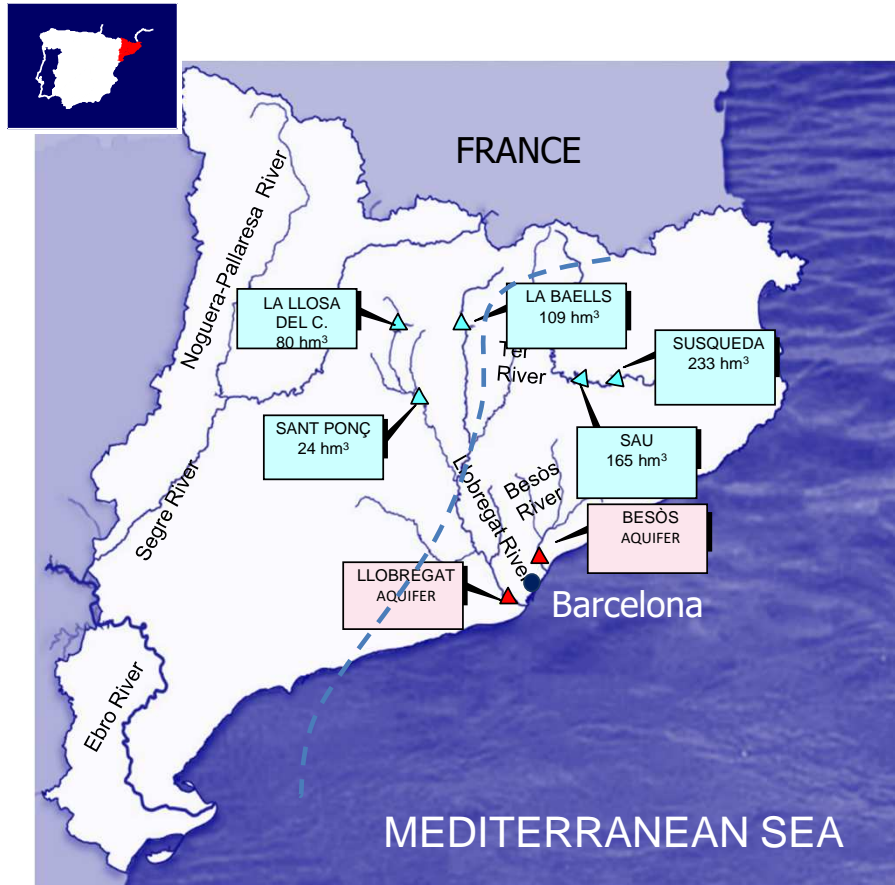 FRANCE
Noguera-Pallaresa River
LA LLOSA
DEL C.
80 hm³
LA BAELLS
109 hm³
Ter
River
SUSQUEDA
233 hm³
SANT PONÇ
24 hm³
SAU
165 hm³
Segre River
Llobregat River
Besòs
River
BESÒS
AQUIFER
LLOBREGAT
AQUIFER
Barcelona
Ebro River
MEDITERRANEAN SEA